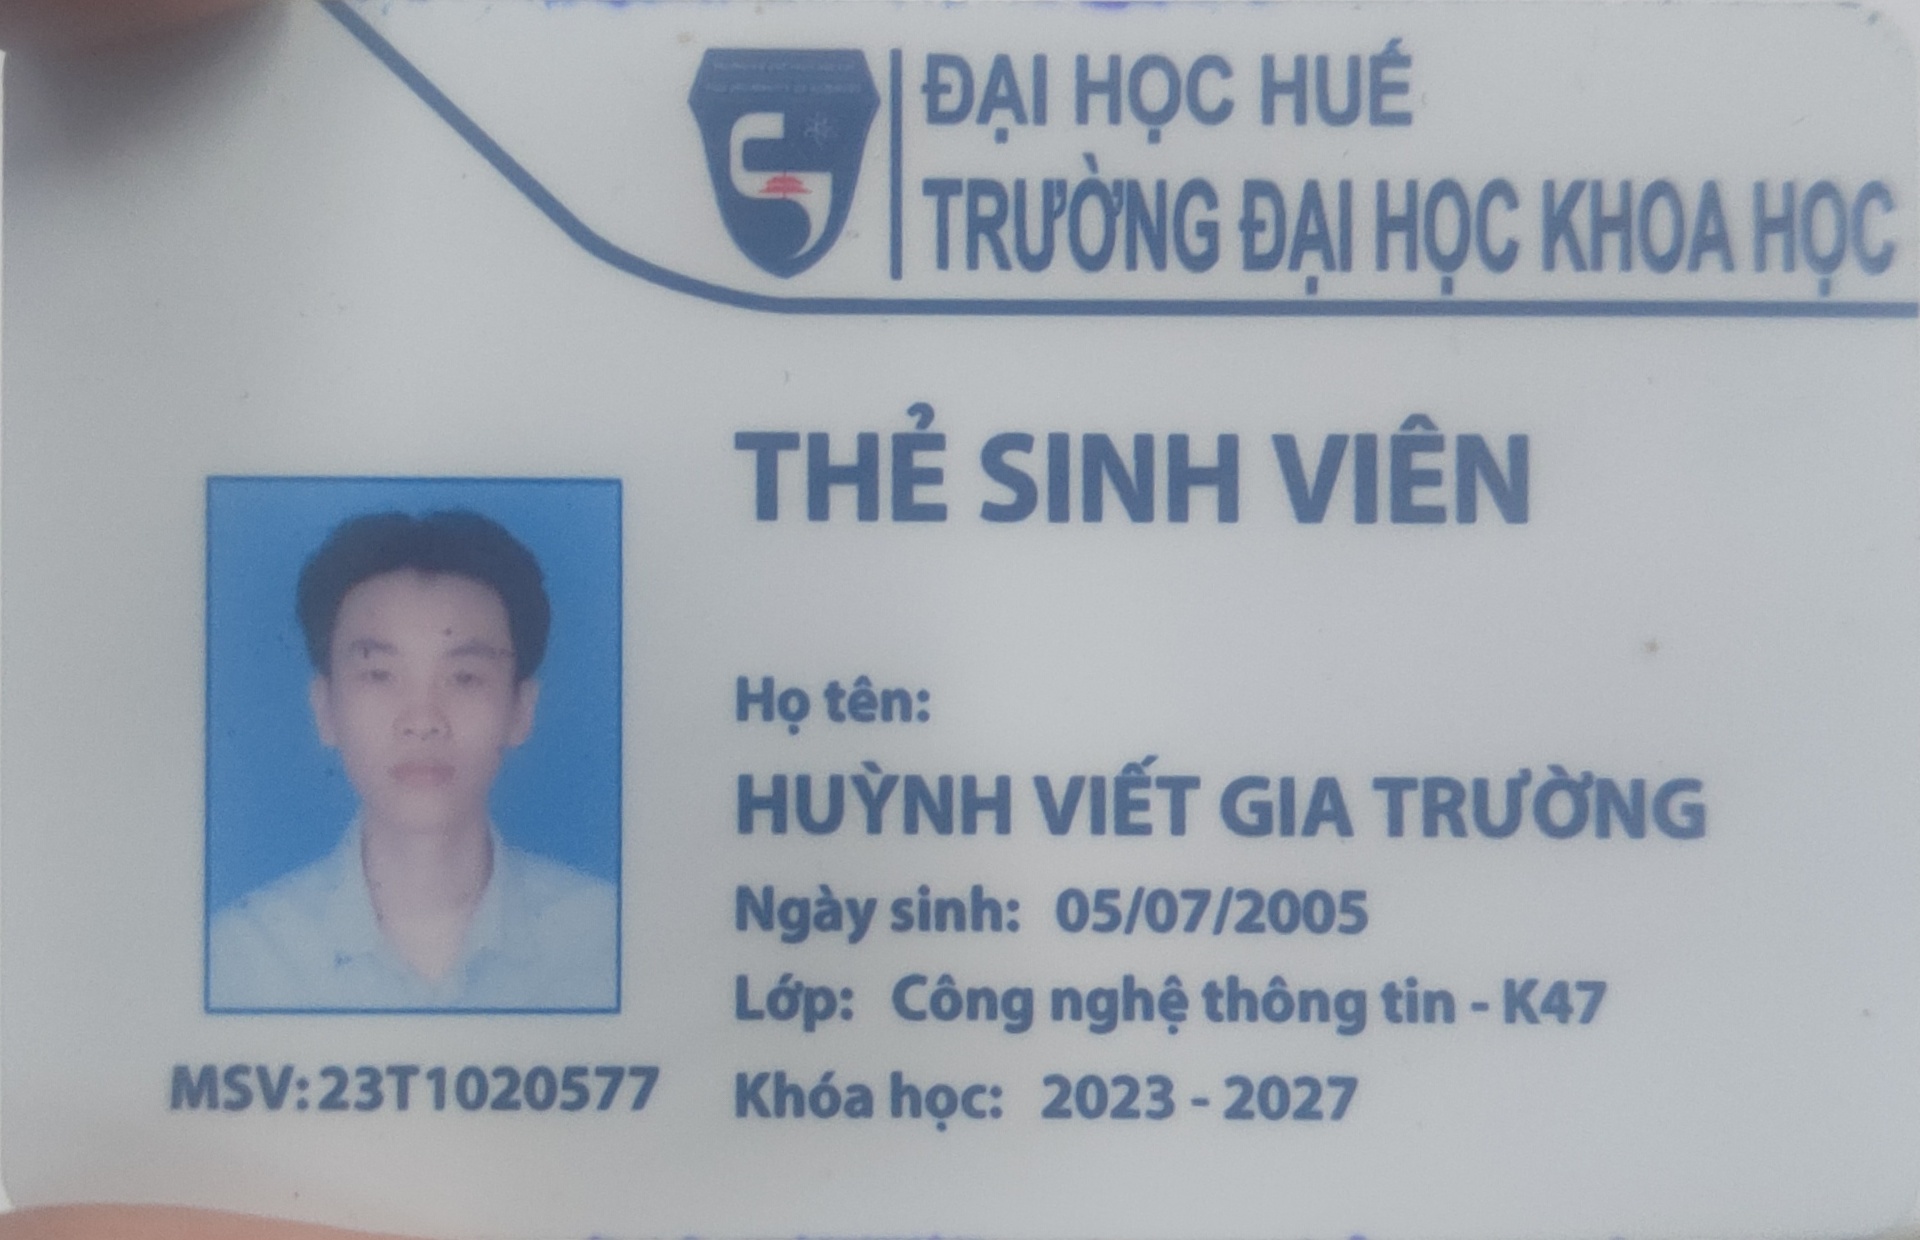 ĐẠI HỌC HUẾ
TRƯỜNG ĐẠI HỌC KHOA HỌC
THẺ SINH VIÊN
Họ tên:
HUỲNH VIẾT GIA TRƯỜNG
Ngày sinh: 05/07/2005
Lớp: Công nghệ thông tin - K47
MSV:23T1020577
Khóa học: 2023 - 2027